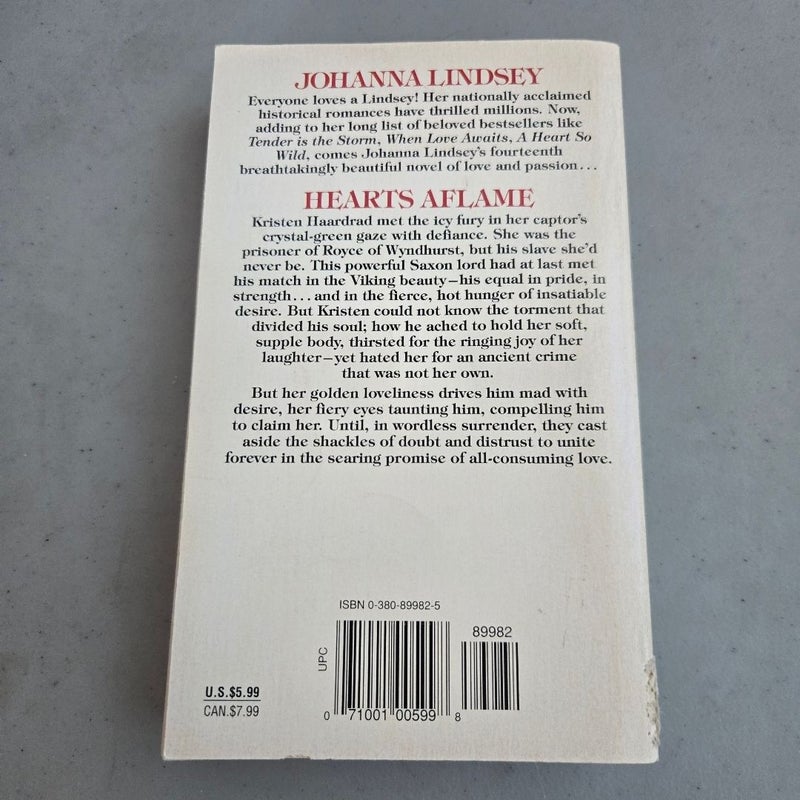 JOHANNA LINDSEY
Everyone loves a Lindsey! Her nationally acclaimed
historical romances have thrilled millions. Now,
adding to her long list of beloved bestsellers like
Tender is the Storm, When Love Awaits, A Heart So
Wild, comes Johanna Lindsey's fourteenth
breathtakingly beautiful novel of love and passion...
HEARTS AFLAME
Kristen Haardrad met the icy fury in her captor's
crystal-green gaze with defiance. She was the
prisoner of Royce of Wyndhurst, but his slave she'd
never be. This powerful Saxon lord had at last met
his match in the Viking beauty—his equal in pride, in
strength...and in the fierce, hot hunger of insatiable
desire. But Kristen could not know the torment that
divided his soul; how he ached to hold her soft,
supple body, thirsted for the ringing joy of her
laughter—yet hated her for an ancient crime
that was not her own.
But her golden loveliness drives him mad with
desire, her fiery eyes taunting him, compelling him
to claim her. Until, in wordless surrender, they cast
aside the shackles of doubt and distrust to unite
forever in the searing promise of all-consuming love.
ISBN 0-380-89982-5
89982
UPC
U.S.$5.99
CAN.$7.99
0 71001 00599 8